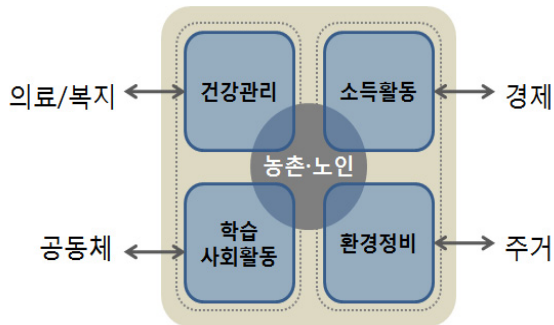 의료/복지
건강관리
소득활동
경제
농촌·노인
공동체
학습
사회활동
환경정비
주거